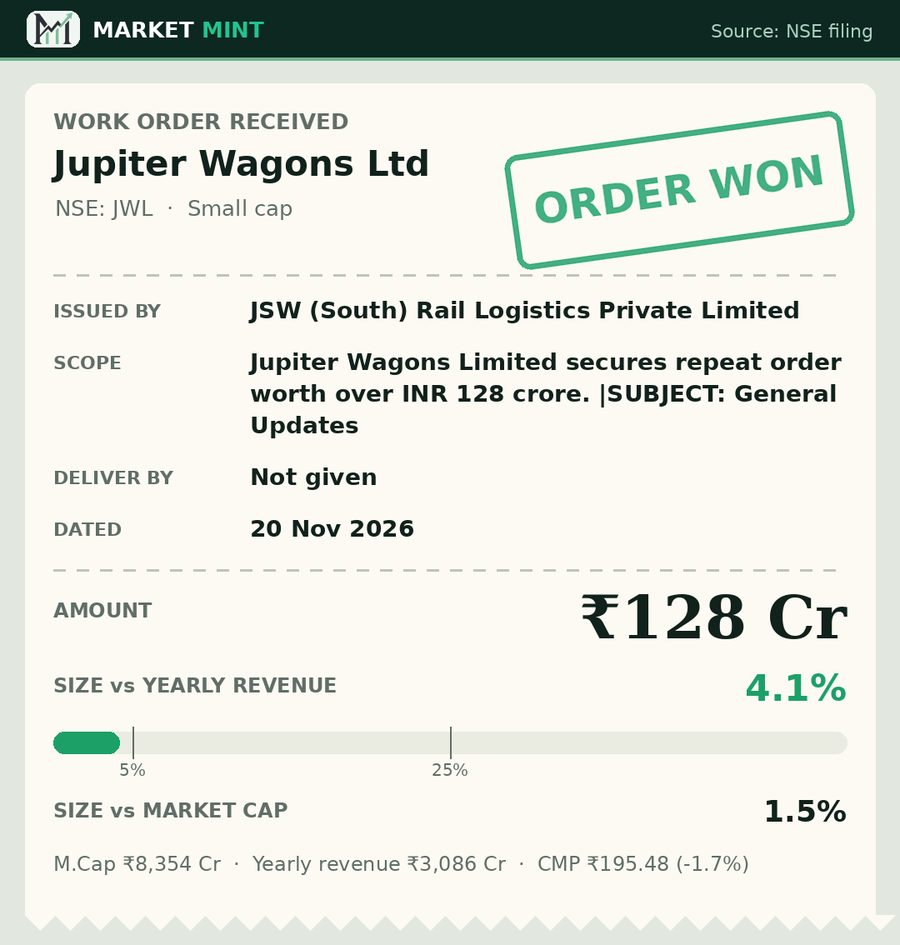 MARKET MINT
Source: NSE filing
WORK ORDER RECEIVED
Jupiter Wagons Ltd
NSE: JWL · Small cap
ORDER WON
ISSUED BY
JSW (South) Rail Logistics Private Limited
SCOPE
Jupiter Wagons Limited secures repeat order
worth over INR 128 crore. |SUBJECT: General
Updates
DELIVER BY
Not given
DATED
20 Nov 2026
AMOUNT
₹128 Cr
SIZE vs YEARLY REVENUE
4.1%
5%
25%
SIZE vs MARKET CAP
1.5%
M.Cap ₹8,354 Cr · Yearly revenue ₹3,086 Cr · CMP ₹195.48 (-1.7%)